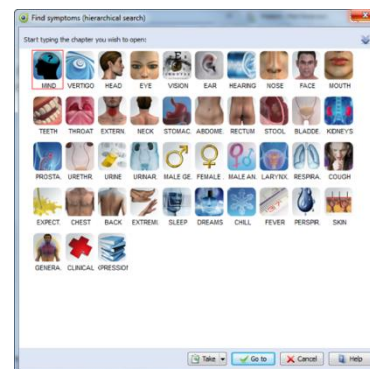 Find symptoms (hierarchical search)
Start typing the chapter you wish to open:
MIND VERTIGO HEAD EYE VISION EAR HEARING NOSE FACE MOUTH
TEETH THROAT EXTERN. NECK STOMAC. ABDOME. RECTUM STOOL BLADDE. KIDNEYS
PROSTA. URETHR. URINE URINAR. MALE GE. FEMALE. MALE AN. LARYNX. RESPIRA. COUGH
EXPECT. CHEST BACK EXTREMI. SLEEP DREAMS CHILL FEVER PERSPIR. SKIN
GENERA. CLINICAL (PRESSIO!
Take Go to Cancel Help